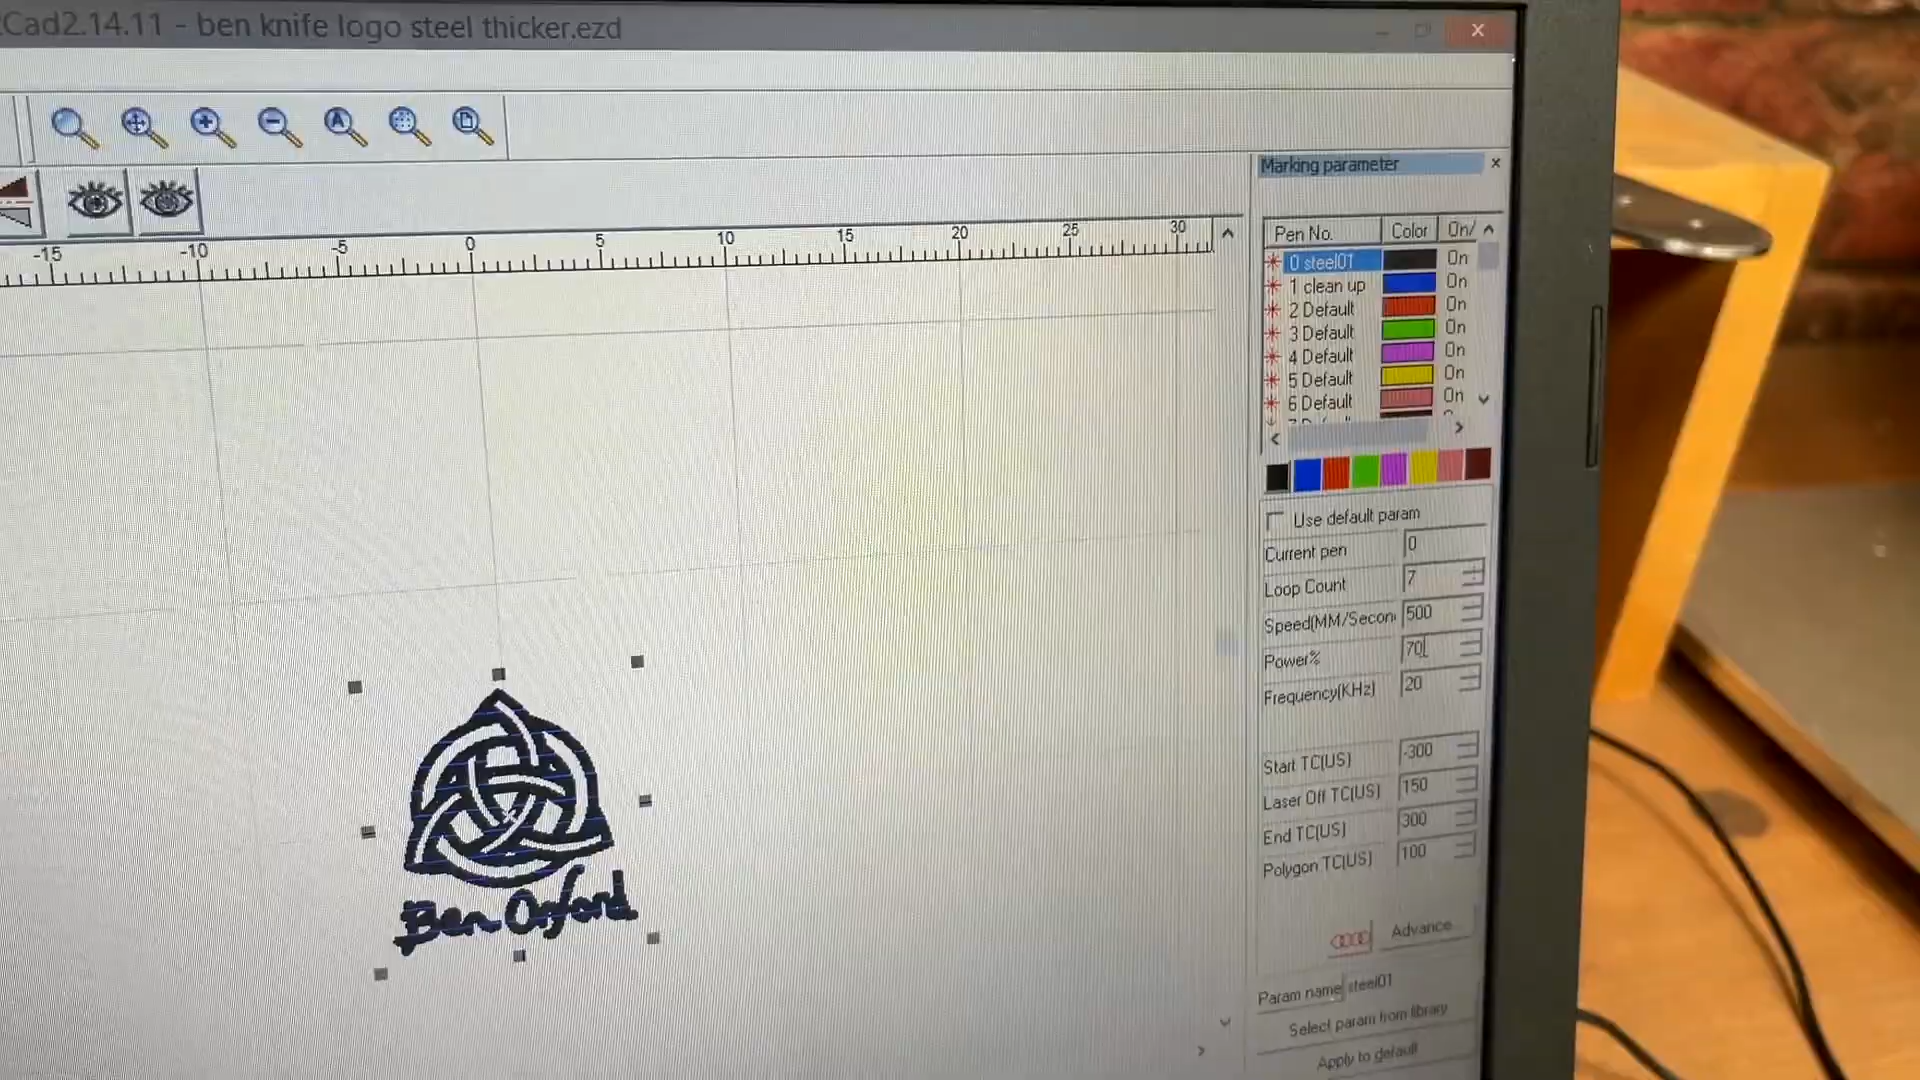 Cad2.14.11 - ben knife logo steel thicker.ezd
Marking parameter
-15 -10 -5 0 5 10 15 20 25 30
Pen No. Color On/
0 steel01 On
1 clean up On
2 Default On
3 Default On
4 Default On
5 Default On
6 Default On
Use default param
Current pen 0
Loop Count 7
Speed(MM/Secon 500
Power% 70
Frequency(KHz) 20
Start TC(US) -300
Laser Off TC(US) 150
End TC(US) 300
Polygon TC(US) 100
Advance...
Param name steel01
Select param from library
Apply to default
Ben Orford